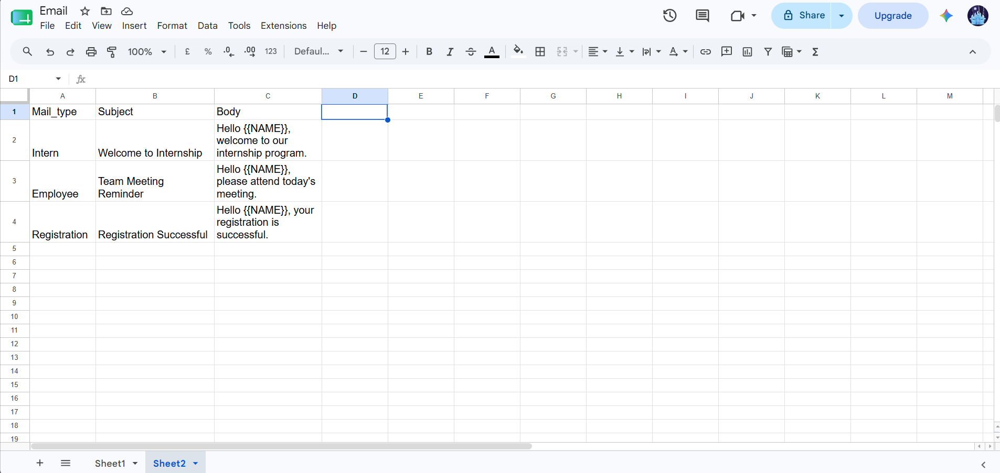 Email
File Edit View Insert Format Data Tools Extensions Help
Share
Upgrade
100% £ % .0 .00 123 Defaul... 12 B I A
D1 fx
A B C D E F G H I J K L M
1 Mail_type Subject Body
Hello {{NAME}},
welcome to our
2 Intern Welcome to Internship internship program.
Hello {{NAME}},
Team Meeting please attend today's
3 Employee Reminder meeting.
Hello {{NAME}}, your
registration is
4 Registration Registration Successful successful.
5
6
7
8
9
10
11
12
13
14
15
16
17
18
19
Sheet1 Sheet2